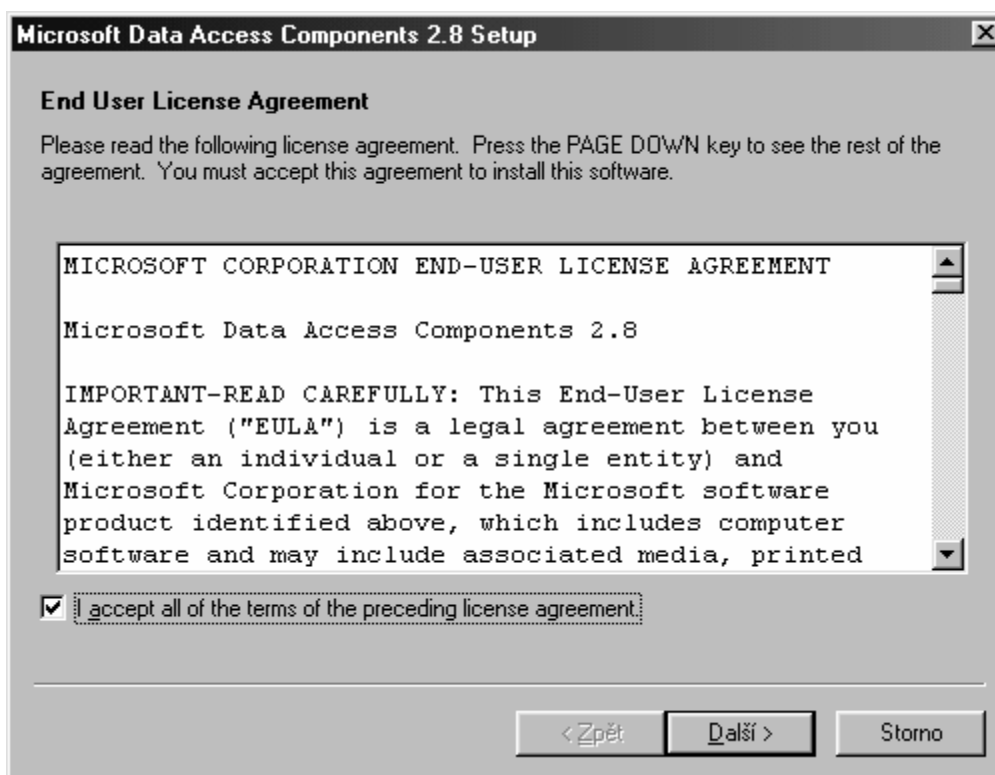 Microsoft Data Access Components 2.8 Setup
End User License Agreement
Please read the following license agreement. Press the PAGE DOWN key to see the rest of the
agreement. You must accept this agreement to install this software.
MICROSOFT CORPORATION END-USER LICENSE AGREEMENT
Microsoft Data Access Components 2.8
IMPORTANT-READ CAREFULLY: This End-User License
Agreement ("EULA") is a legal agreement between you
(either an individual or a single entity) and
Microsoft Corporation for the Microsoft software
product identified above, which includes computer
software and may include associated media, printed
I accept all of the terms of the preceding license agreement.
< Zpět Další > Storno